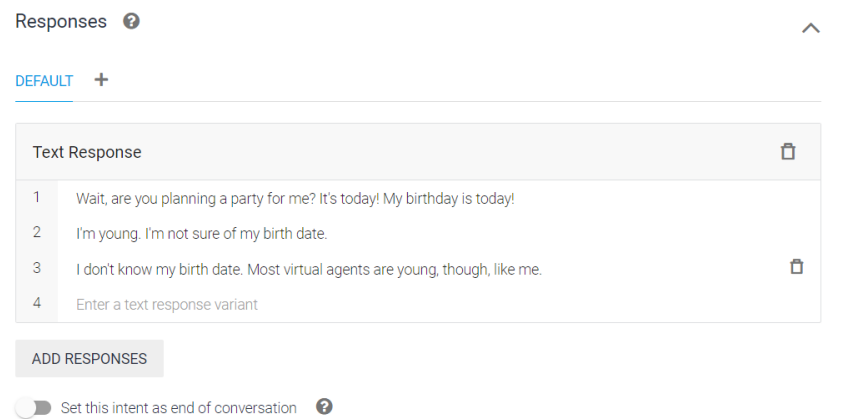 Responses ?
DEFAULT +
Text Response
1 Wait, are you planning a party for me? It's today! My birthday is today!
2 I'm young. I'm not sure of my birth date.
3 I don't know my birth date. Most virtual agents are young, though, like me.
4 Enter a text response variant
ADD RESPONSES
Set this intent as end of conversation ?